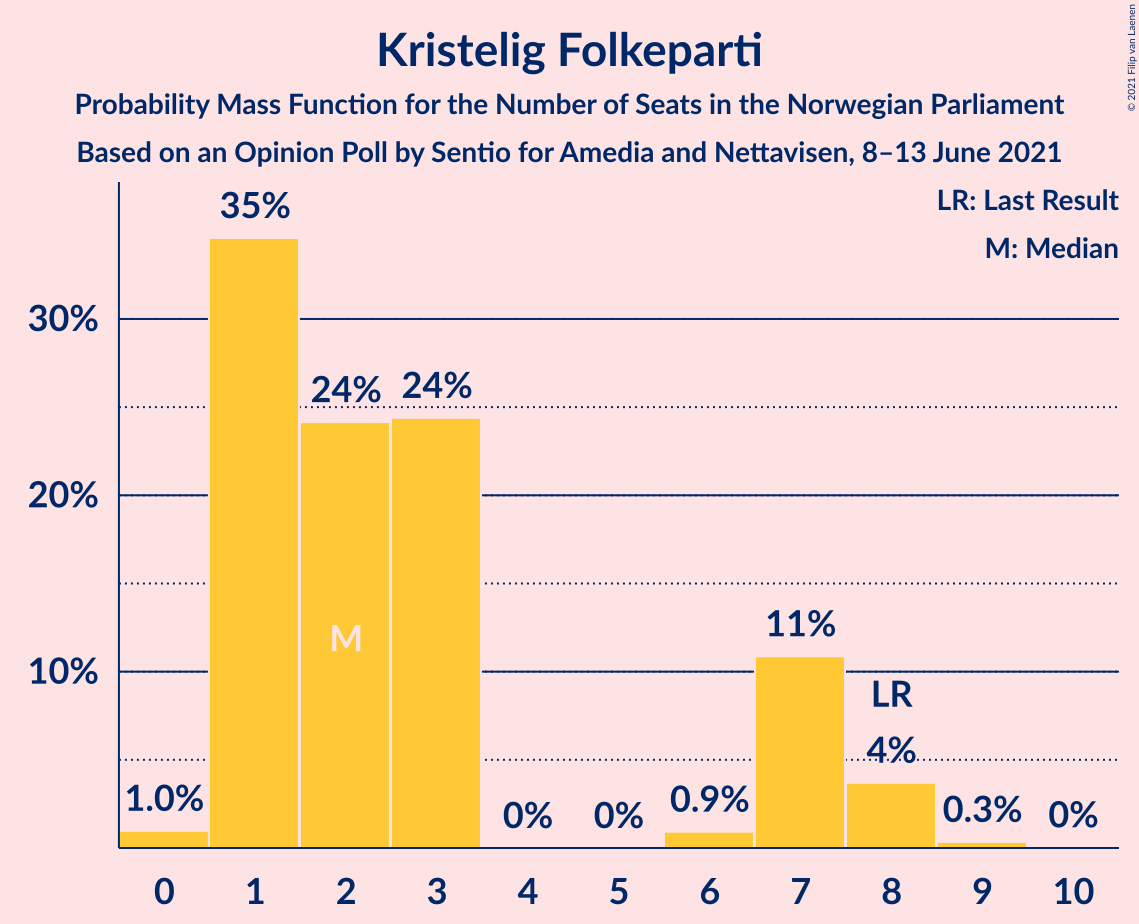 Kristelig Folkeparti
Probability Mass Function for the Number of Seats in the Norwegian Parliament
Based on an Opinion Poll by Sentio for Amedia and Nettavisen, 8–13 June 2021
© 2021 Filip van Laenen
LR: Last Result
M: Median
35%
30%
24% 24%
20%
M
11%
10%
LR
4%
1.0% 0% 0% 0.9% 0.3% 0%
0 1 2 3 4 5 6 7 8 9 10